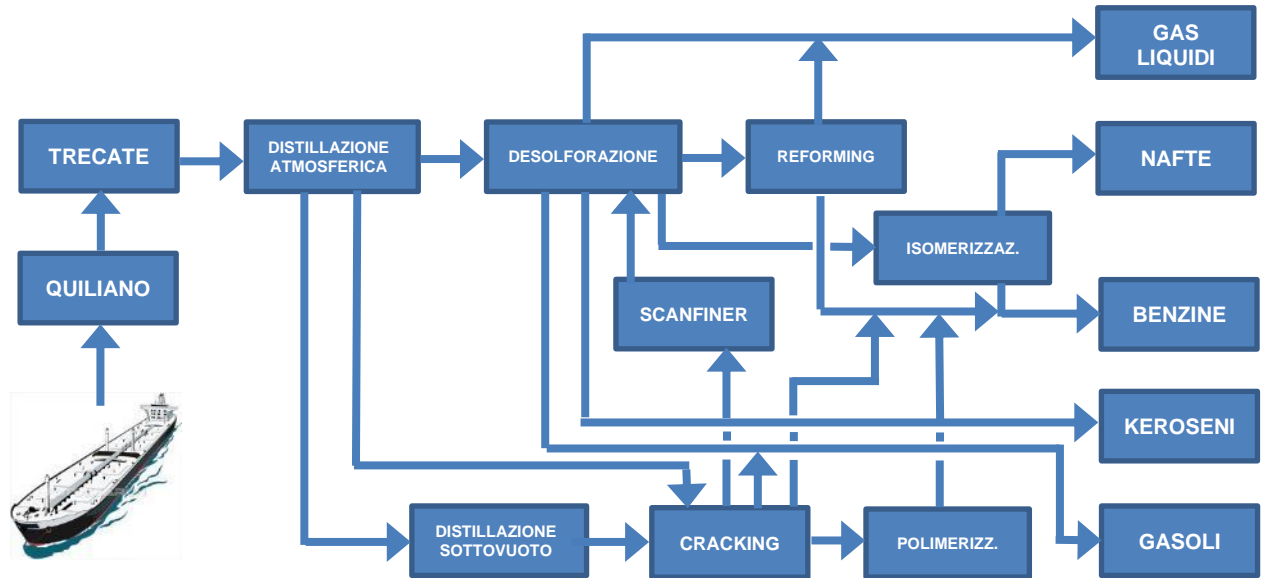 GAS
LIQUIDI
TRECATE
DISTILLAZIONE
ATMOSFERICA
DESOLFORAZIONE
REFORMING
NAFTE
ISOMERIZZAZ.
QUILIANO
SCANFINER
BENZINE
KEROSENI
DISTILLAZIONE
SOTTOVUOTO
CRACKING
POLIMERIZZ.
GASOLI